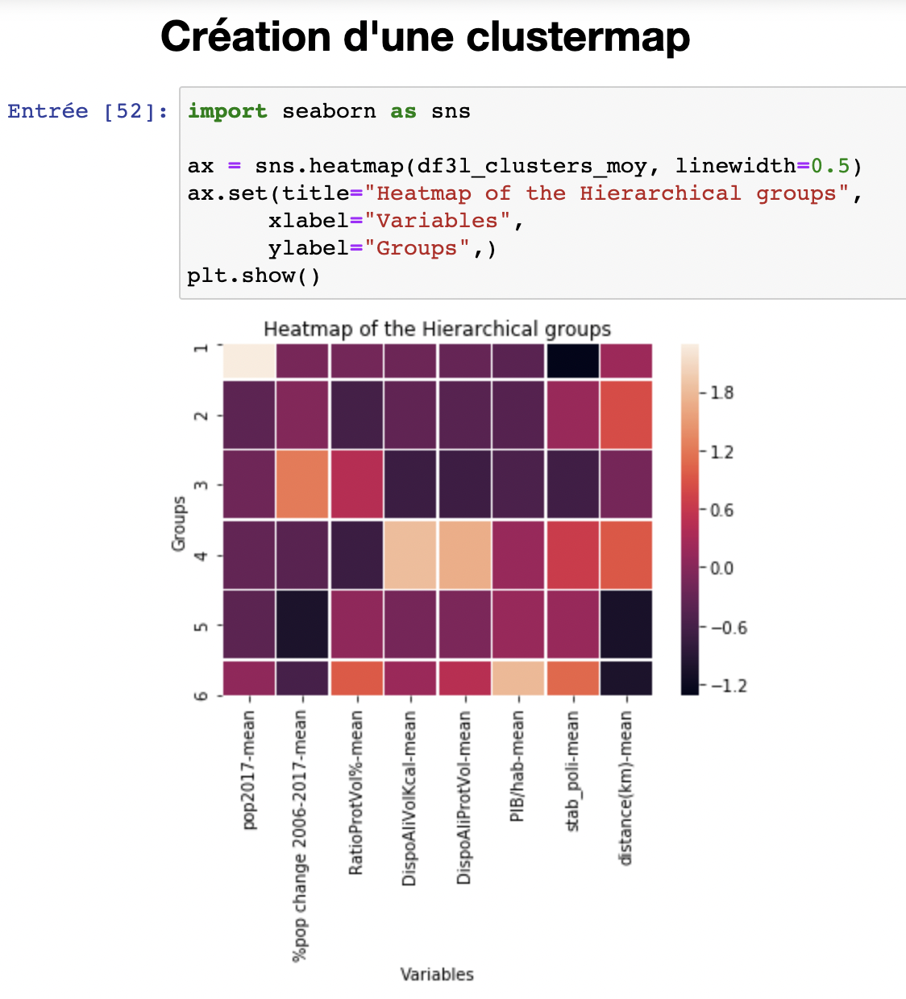 Création d'une clustermap
Entrée [52]:
import seaborn as sns
ax = sns.heatmap(df3l_clusters_moy, linewidth=0.5)
ax.set(title="Heatmap of the Hierarchical groups",
xlabel="Variables",
ylabel="Groups",)
plt.show()
Heatmap of the Hierarchical groups
1
2
3
4
5
6
Groups
1.8
1.2
0.6
0.0
−0.6
−1.2
pop2017-mean
%pop change 2006-2017-mean
RatioProtVol%-mean
DispoAliVolKcal-mean
DispoAliProtVol-mean
PIB/hab-mean
stab_poli-mean
distance(km)-mean
Variables